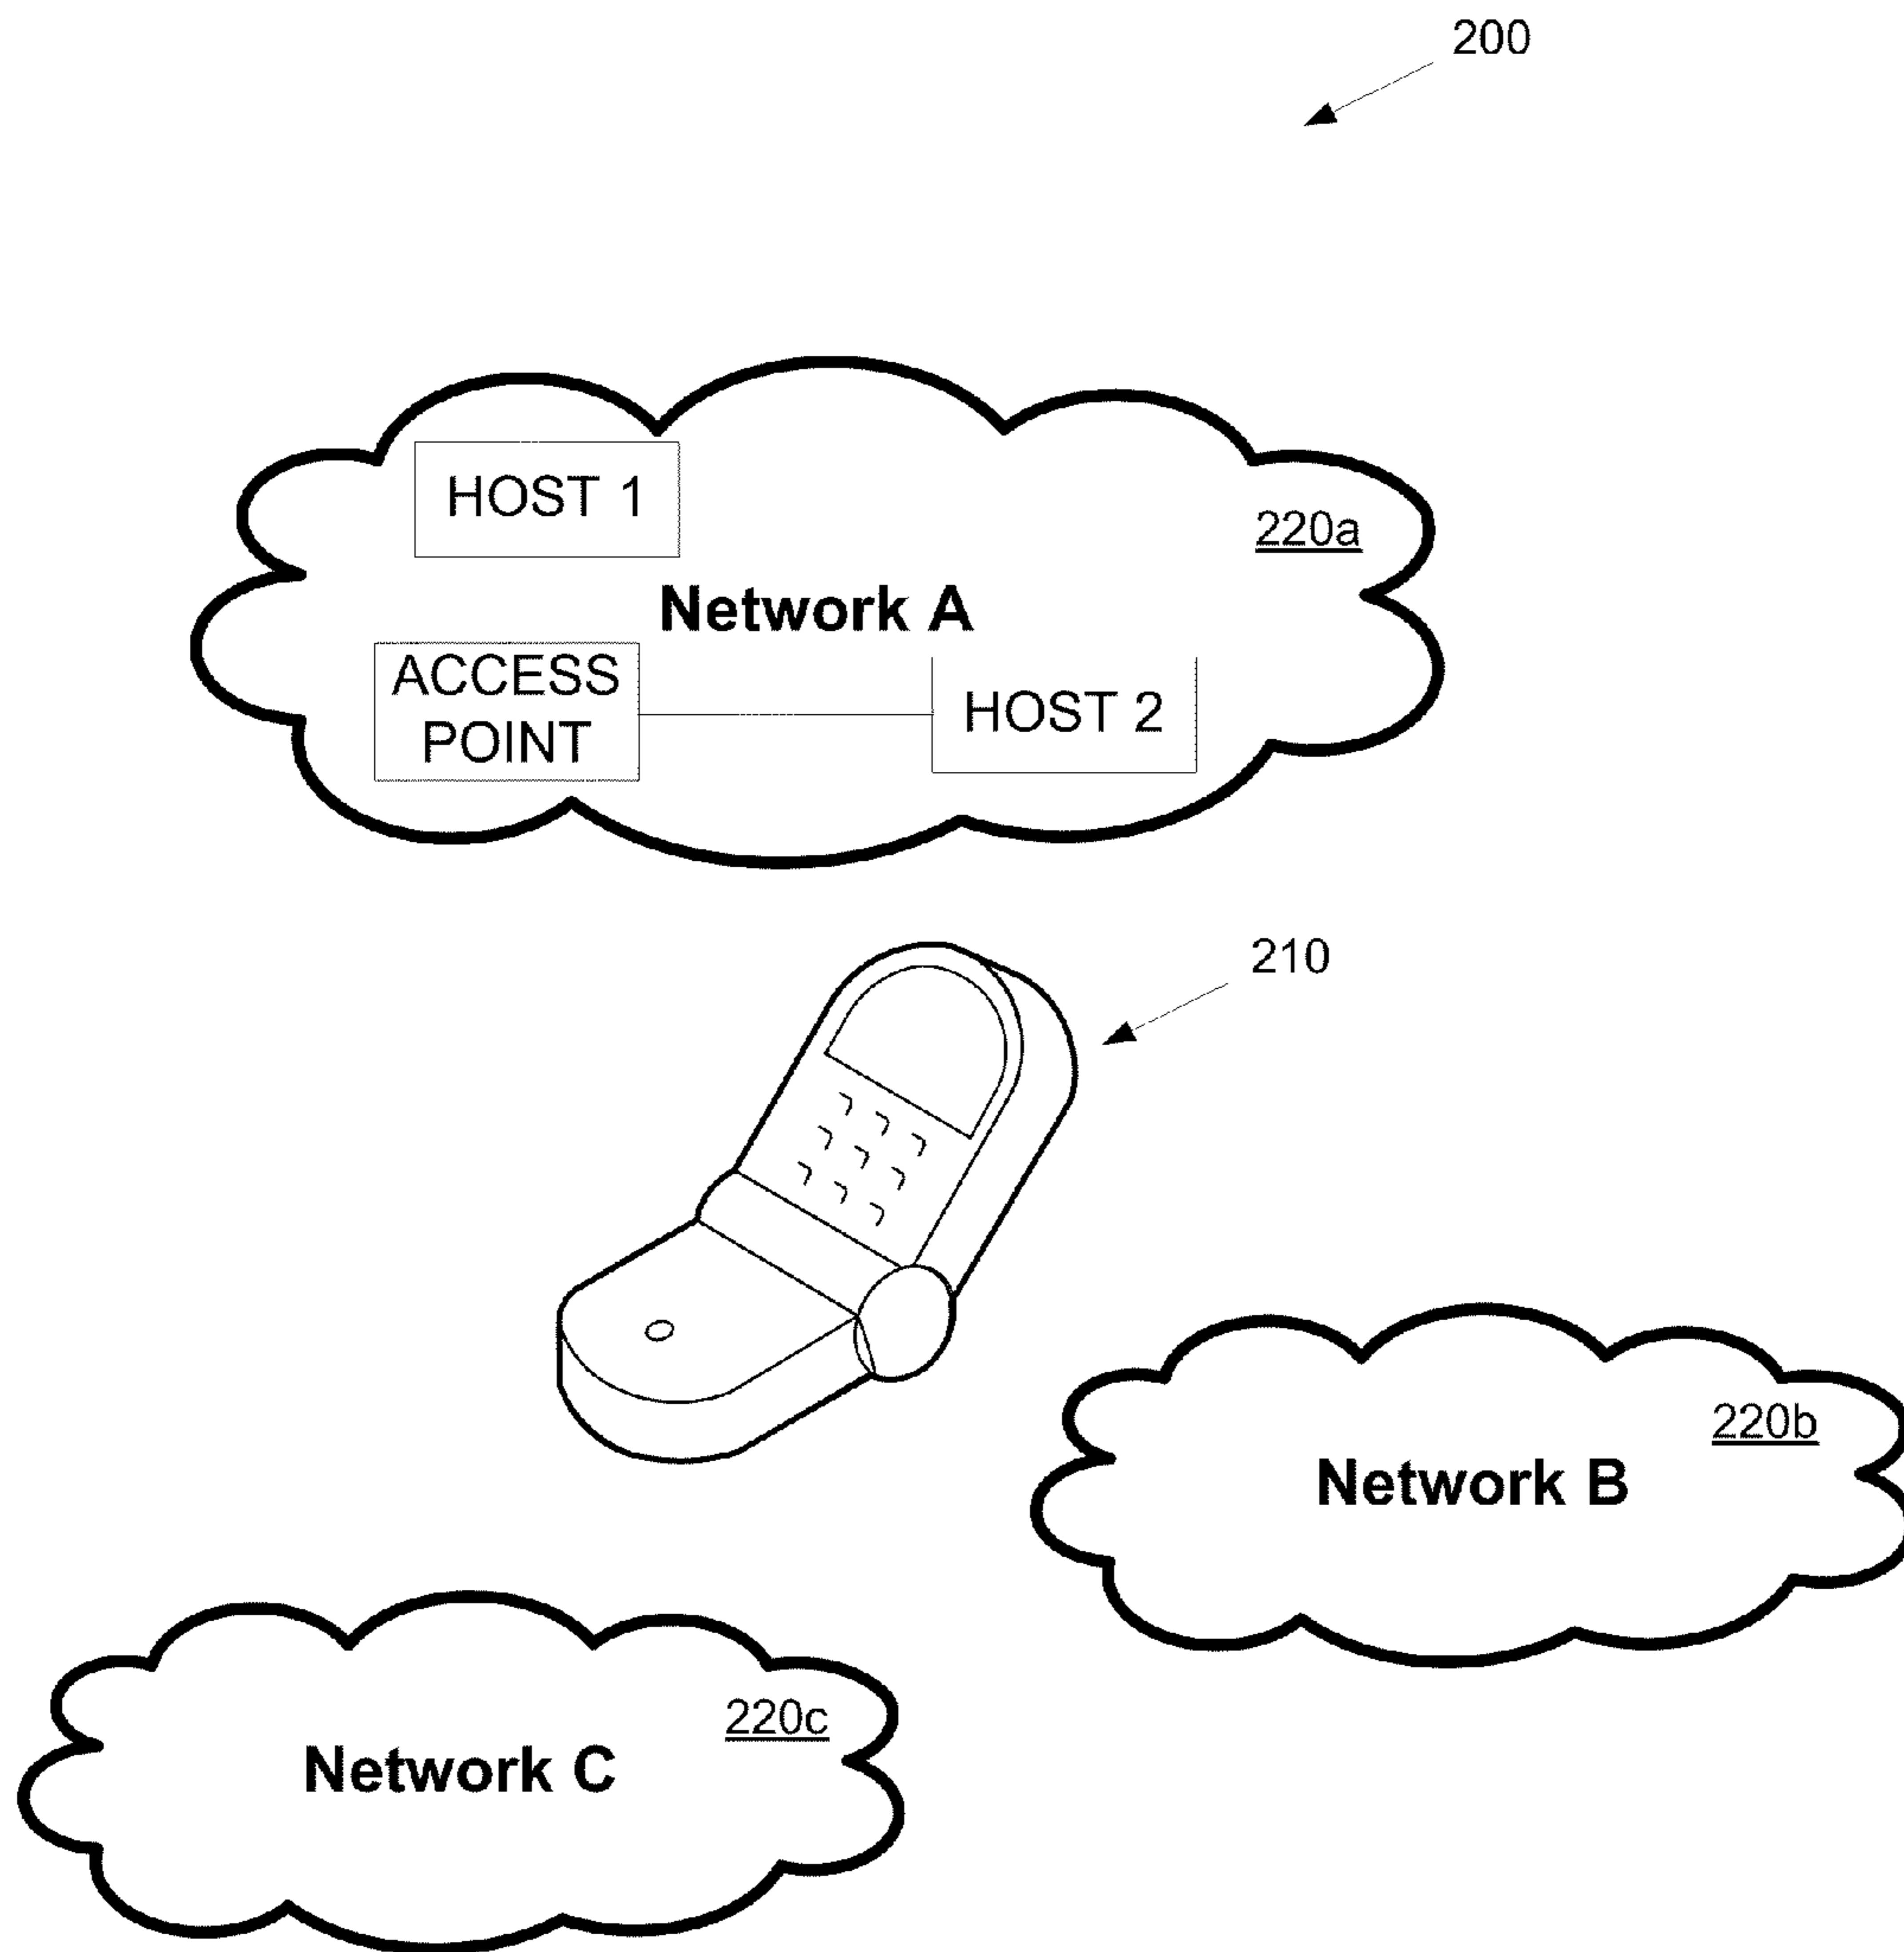 200
HOST 1
220a
Network A
ACCESS
POINT
HOST 2
210
220b
Network B
220c
Network C